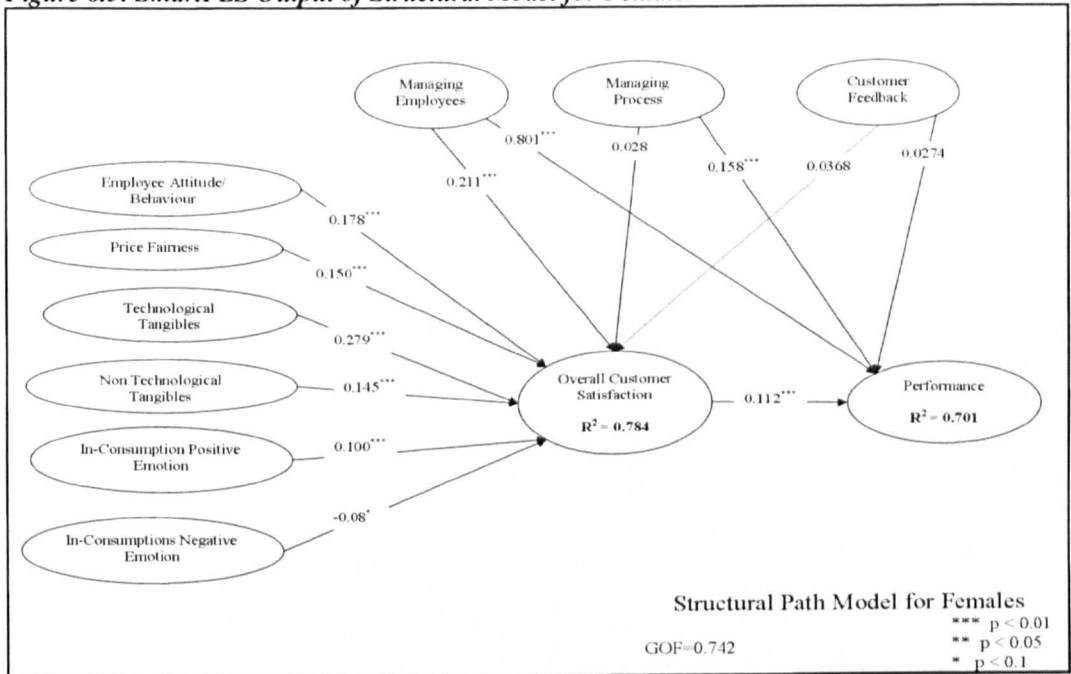 Managing
Employees
Managing
Process
Customer
Feedback
0.801***
0.028
0.158***
0.0368
0.0274
0.211***
Employee Attitude/
Behaviour
0.178***
Price Fairness
0.150***
Technological
Tangibles
0.279***
Non Technological
Tangibles
0.145***
In-Consumption Positive
Emotion
0.100***
In-Consumptions Negative
Emotion
-0.08*
Overall Customer
Satisfaction
R² = 0.784
0.112***
Performance
R² = 0.701
Structural Path Model for Females
GOF=0.742
*** p < 0.01
** p < 0.05
* p < 0.1